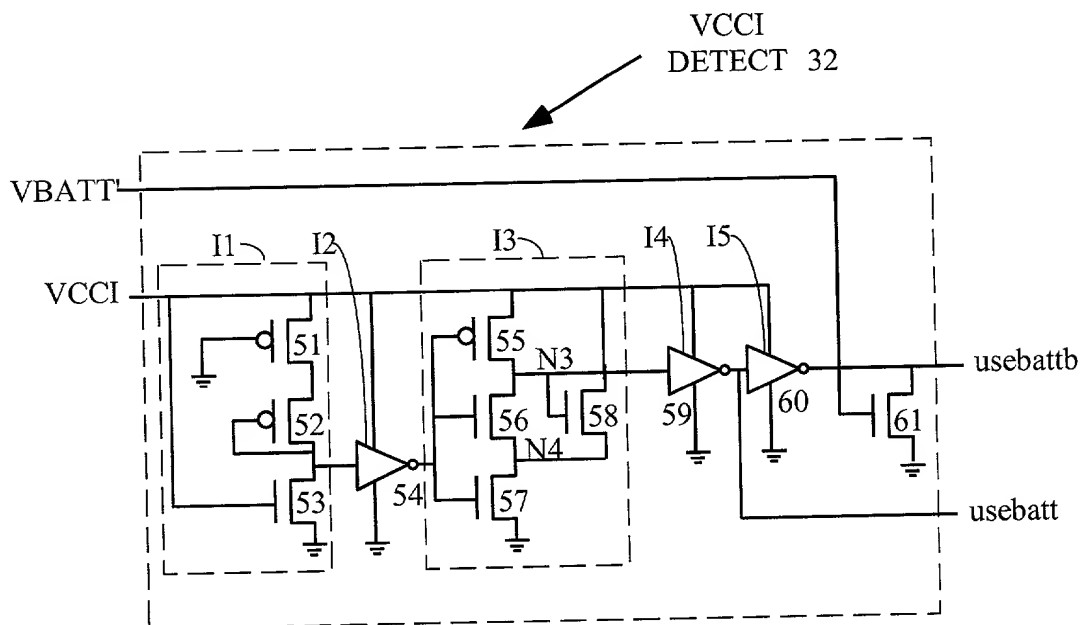 VCCI
DETECT 32
VBATT'
I1
I2
I3
I4
I5
VCCI
51
55
N3
usebattb
52
56
58
59
60
61
N4
53
54
57
usebatt